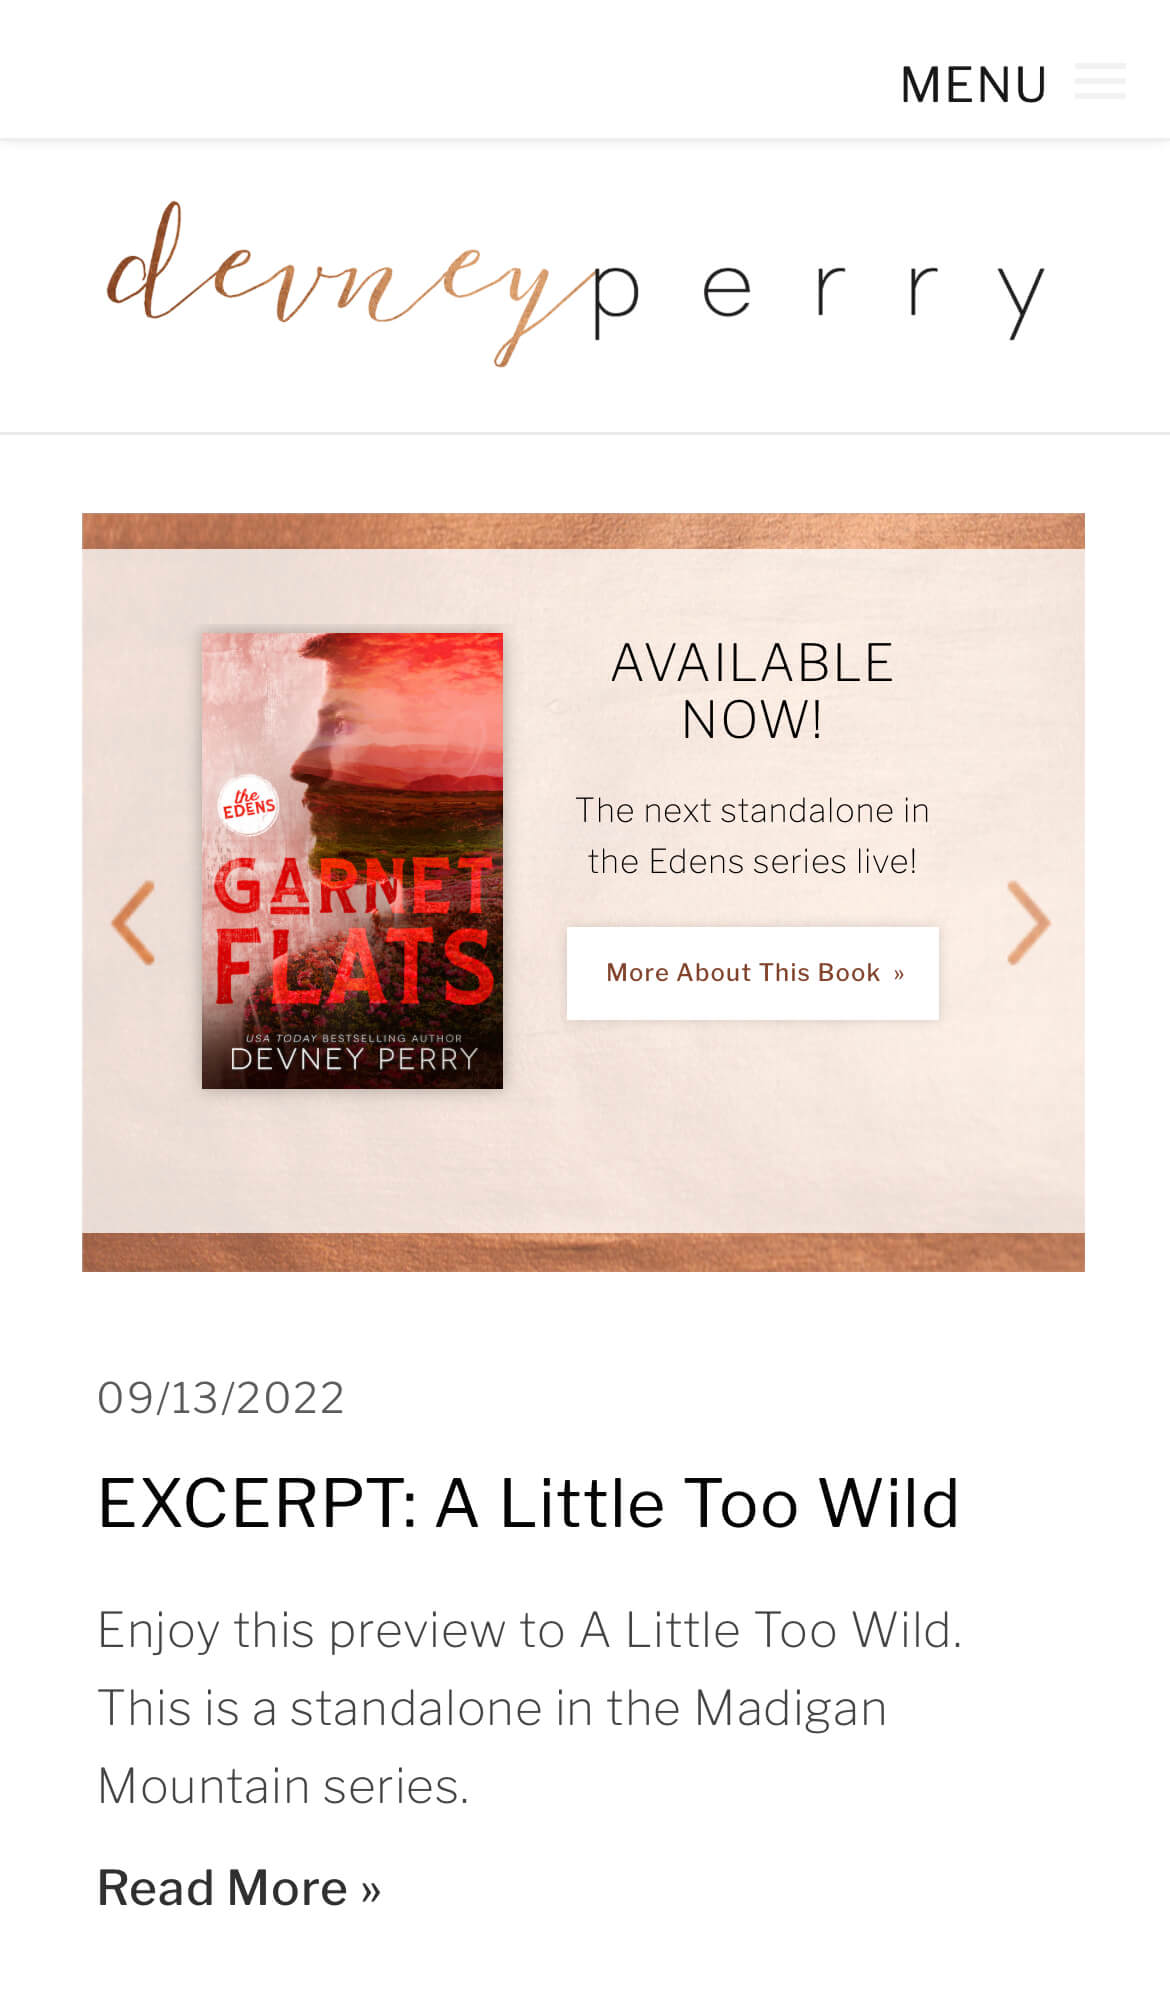 MENU
devneyperry
the
EDENS
GARNET
FLATS
USA TODAY BESTSELLING AUTHOR
DEVNEY PERRY
AVAILABLE
NOW!
The next standalone in
the Edens series live!
More About This Book »
09/13/2022
EXCERPT: A Little Too Wild
Enjoy this preview to A Little Too Wild.
This is a standalone in the Madigan
Mountain series.
Read More »